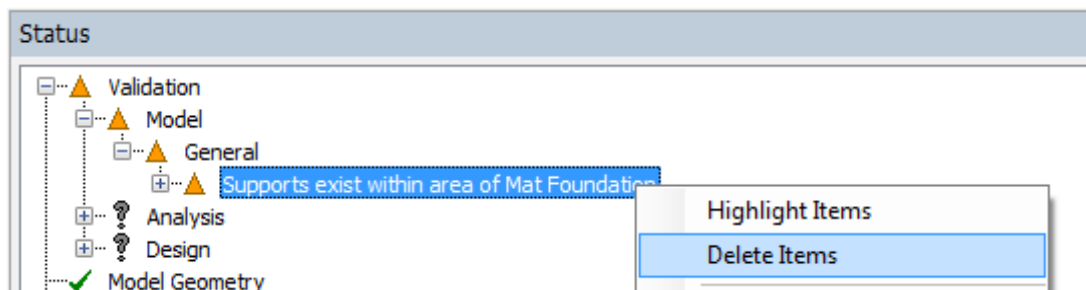 Status
Validation
Model
General
Supports exist within area of Mat Foundation
Highlight Items
Analysis
Delete Items
Design
Model Geometry